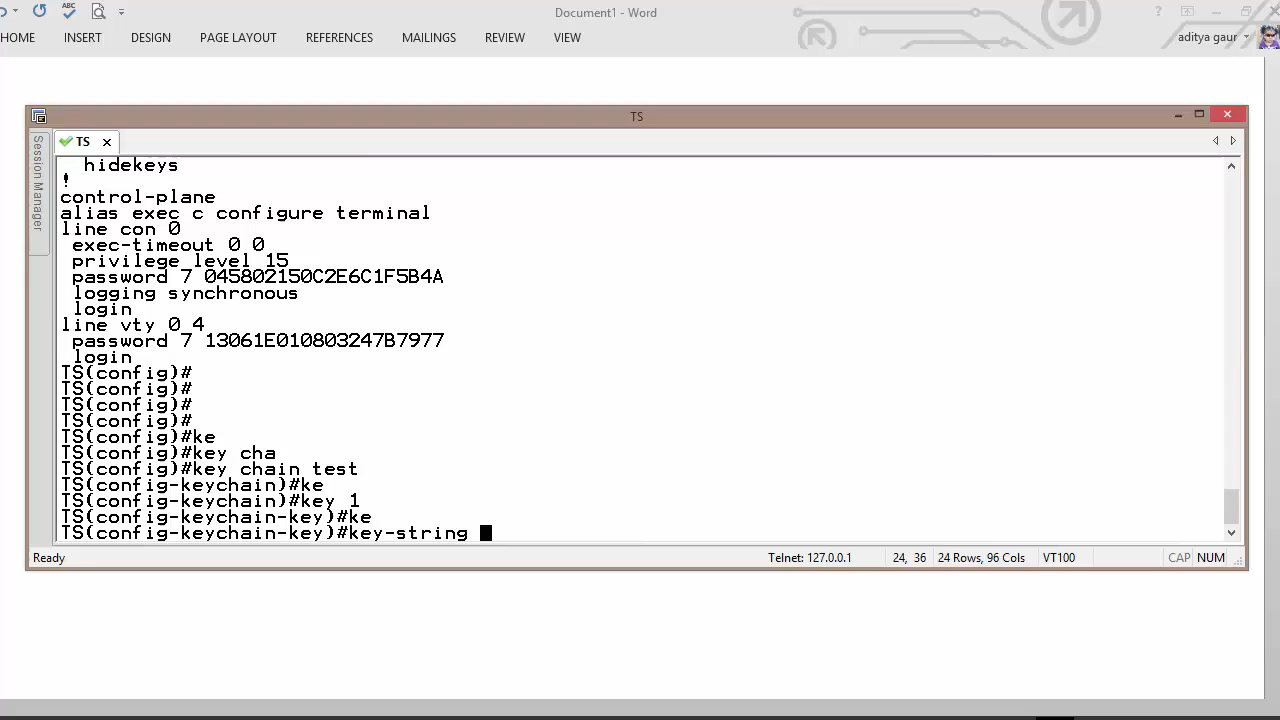 Document1 - Word
ABC
HOME INSERT DESIGN PAGE LAYOUT REFERENCES MAILINGS REVIEW VIEW
aditya gaur
TS
TS
Session Manager
hidekeys
!
control-plane
alias exec c configure terminal
line con 0
exec-timeout 0 0
privilege level 15
password 7 045802150C2E6C1F5B4A
logging synchronous
login
line vty 0 4
password 7 13061E010803247B7977
login
TS(config)#
TS(config)#
TS(config)#
TS(config)#
TS(config)#ke
TS(config)#key cha
TS(config)#key chain test
TS(config-keychain)#ke
TS(config-keychain)#key 1
TS(config-keychain-key)#ke
TS(config-keychain-key)#key-string
Ready Telnet: 127.0.0.1 24, 36 24 Rows, 96 Cols VT100 CAP NUM